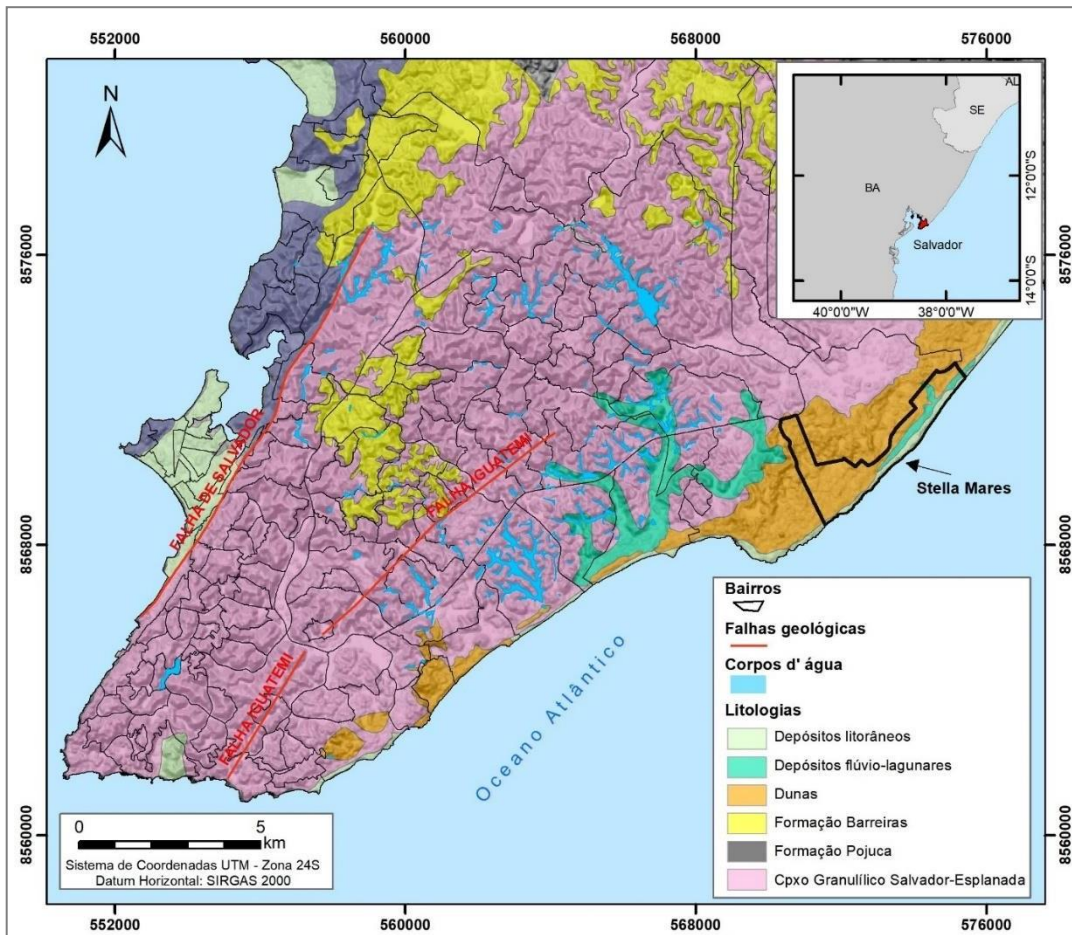 552000
560000
568000
576000
N
AL
SE
12°0'0"S
BA
Salvador
14°0'0"S
40°0'0"W
38°0'0"W
8576000
8576000
FALHA DE SALVADOR
FALHA IGUATEMI
Stella Mares
8568000
8568000
FALHA IGUATEMI
Oceano Atlântico
Bairros
Falhas geológicas
Corpos d' água
Litologias
Depósitos litorâneos
Depósitos flúvio-lagunares
Dunas
Formação Barreiras
Formação Pojuca
Cpxo Granulílico Salvador-Esplanada
8560000
8560000
0 5
km
Sistema de Coordenadas UTM - Zona 24S
Datum Horizontal: SIRGAS 2000
552000
560000
568000
576000